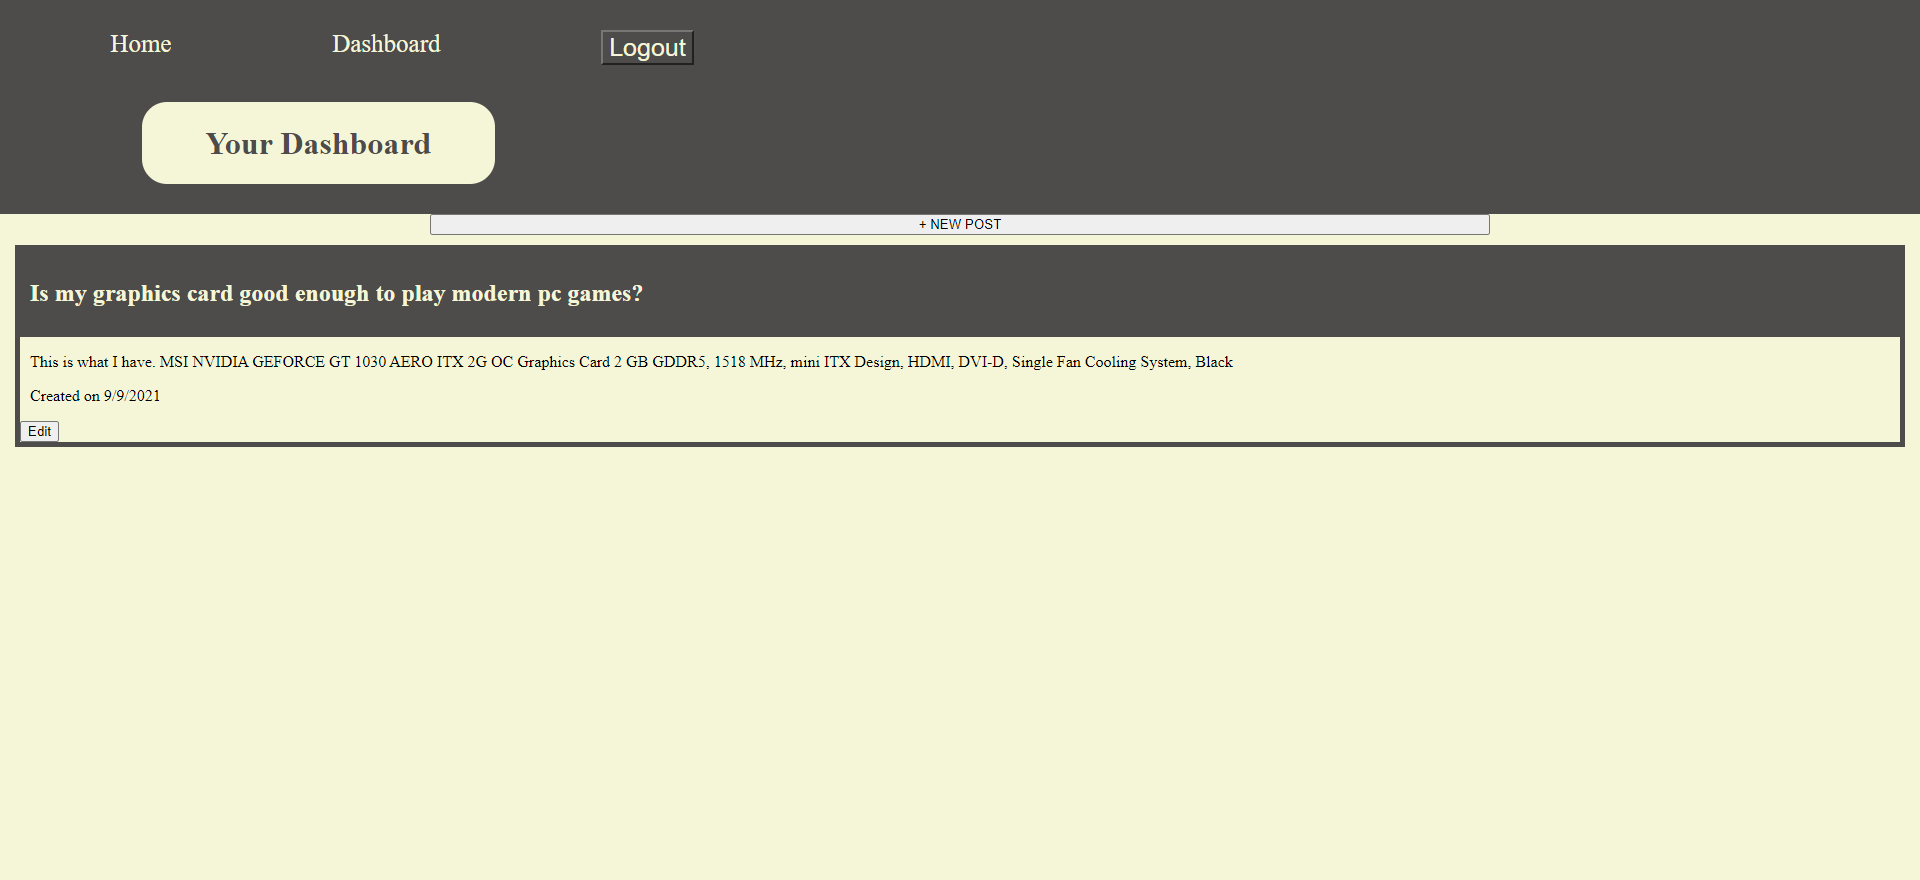 Home Dashboard Logout
Your Dashboard
+ NEW POST
Is my graphics card good enough to play modern pc games?
This is what I have. MSI NVIDIA GEFORCE GT 1030 AERO ITX 2G OC Graphics Card 2 GB GDDR5, 1518 MHz, mini ITX Design, HDMI, DVI-D, Single Fan Cooling System, Black
Created on 9/9/2021
Edit